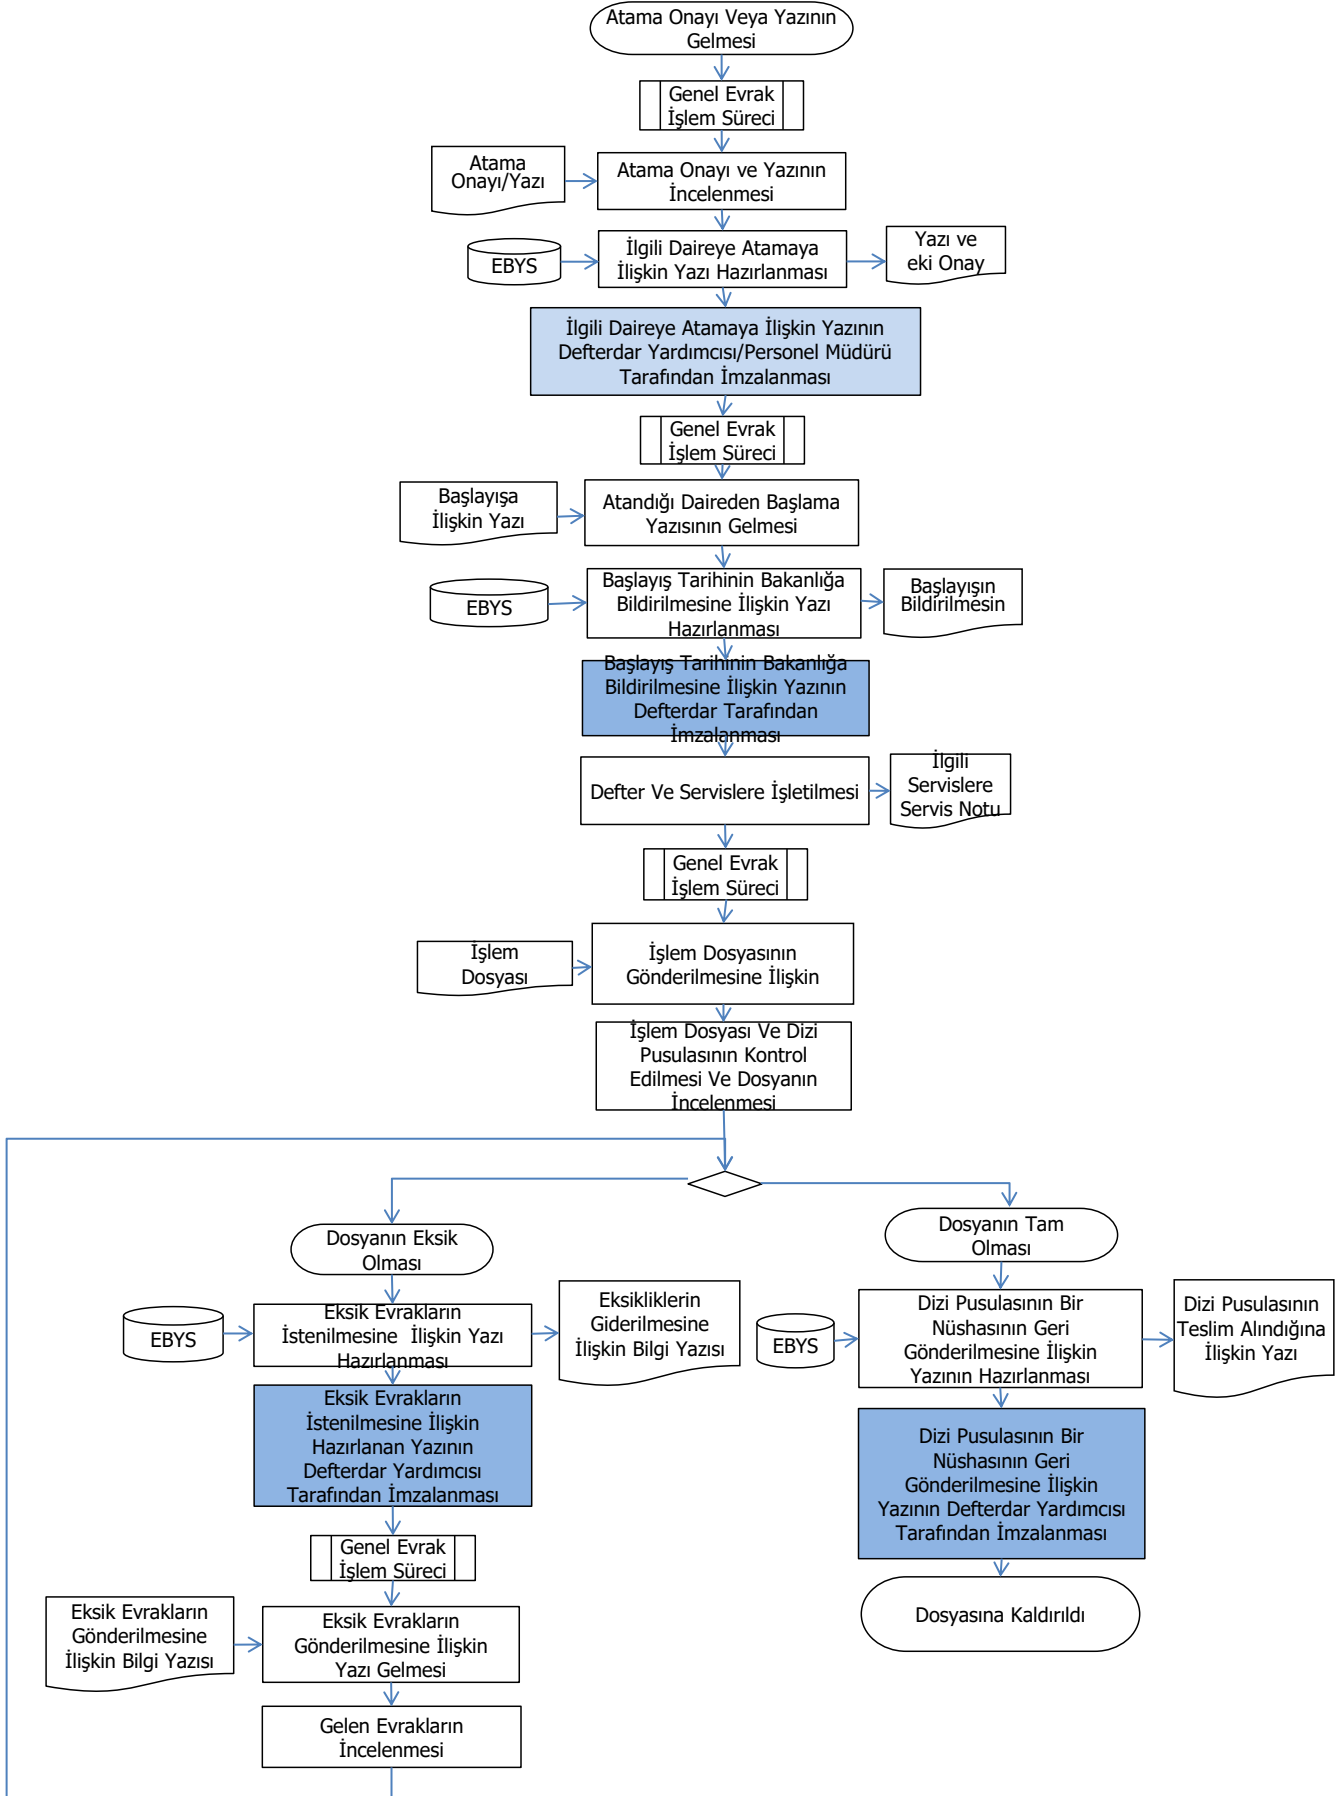 Atama Onayı Veya Yazının
Gelmesi
Genel Evrak
İşlem Süreci
Atama
Onayı/Yazı
Atama Onayı ve Yazının
İncelenmesi
EBYS
İlgili Daireye Atamaya
İlişkin Yazı Hazırlanması
Yazı ve
eki Onay
İlgili Daireye Atamaya İlişkin Yazının
Defterdar Yardımcısı/Personel Müdürü
Tarafından İmzalanması
Genel Evrak
İşlem Süreci
Başlayışa
İlişkin Yazı
Atandığı Daireden Başlama
Yazısının Gelmesi
EBYS
Başlayış Tarihinin Bakanlığa
Bildirilmesine İlişkin Yazı
Hazırlanması
Başlayışın
Bildirilmesin
Başlayış Tarihinin Bakanlığa
Bildirilmesine İlişkin Yazının
Defterdar Tarafından
İmzalanması
Defter Ve Servislere İşletilmesi
İlgili
Servislere
Servis Notu
Genel Evrak
İşlem Süreci
İşlem
Dosyası
İşlem Dosyasının
Gönderilmesine İlişkin
İşlem Dosyası Ve Dizi
Pusulasının Kontrol
Edilmesi Ve Dosyanın
İncelenmesi
Dosyanın Eksik
Olması
EBYS
Eksik Evrakların
İstenilmesine İlişkin Yazı
Hazırlanması
Eksikliklerin
Giderilmesine
İlişkin Bilgi Yazısı
Eksik Evrakların
İstenilmesine İlişkin
Hazırlanan Yazının
Defterdar Yardımcısı
Tarafından İmzalanması
Genel Evrak
İşlem Süreci
Eksik Evrakların
Gönderilmesine
İlişkin Bilgi Yazısı
Eksik Evrakların
Gönderilmesine İlişkin
Yazı Gelmesi
Gelen Evrakların
İncelenmesi
Dosyanın Tam
Olması
EBYS
Dizi Pusulasının Bir
Nüshasının Geri
Gönderilmesine İlişkin
Yazının Hazırlanması
Dizi Pusulasının
Teslim Alındığına
İlişkin Yazı
Dizi Pusulasının Bir
Nüshasının Geri
Gönderilmesine İlişkin
Yazının Defterdar Yardımcısı
Tarafından İmzalanması
Dosyasına Kaldırıldı